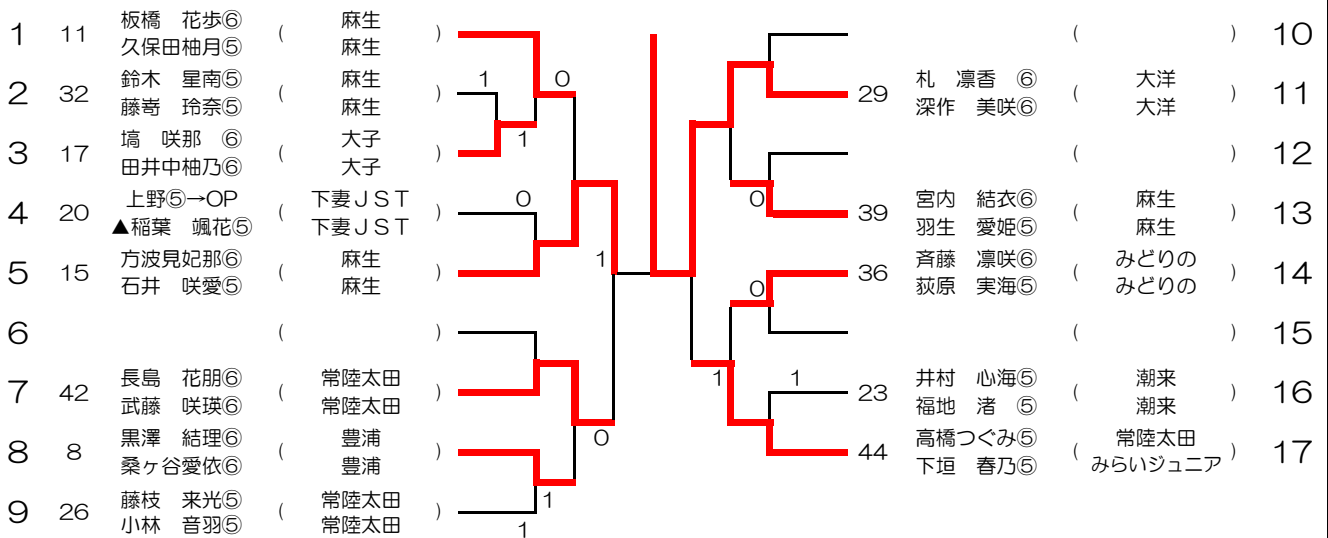 1 11 板橋 花歩⑥ ( 麻生 )
久保田柚月⑤ 麻生
2 32 鈴木 星南⑤ ( 麻生 )
藤嵜 玲奈⑤ 麻生
3 17 塙 咲那 ⑥ ( 大子 )
田井中柚乃⑥ 大子
4 20 上野⑤→OP ( 下妻JST )
▲稲葉 颯花⑤ 下妻JST
5 15 方波見妃那⑥ ( 麻生 )
石井 咲愛⑤ 麻生
6 ( )
7 42 長島 花朋⑥ ( 常陸太田 )
武藤 咲瑛⑥ 常陸太田
8 8 黒澤 結理⑥ ( 豊浦 )
桑ヶ谷愛依⑥ 豊浦
9 26 藤枝 来光⑤ ( 常陸太田 )
小林 音羽⑤ 常陸太田
1 0
1
0
1
0
1
1
( ) 10
29 札 凛香 ⑥ ( 大洋 ) 11
深作 美咲⑥ 大洋
( ) 12
39 宮内 結衣⑥ ( 麻生 ) 13
羽生 愛姫⑤ 麻生
36 斉藤 凛咲⑥ ( みどりの ) 14
荻原 実海⑤ みどりの
( ) 15
23 井村 心海⑤ ( 潮来 ) 16
福地 渚 ⑤ 潮来
44 高橋つぐみ⑤ ( 常陸太田 ) 17
下垣 春乃⑤ みらいジュニア
0
0
1 1